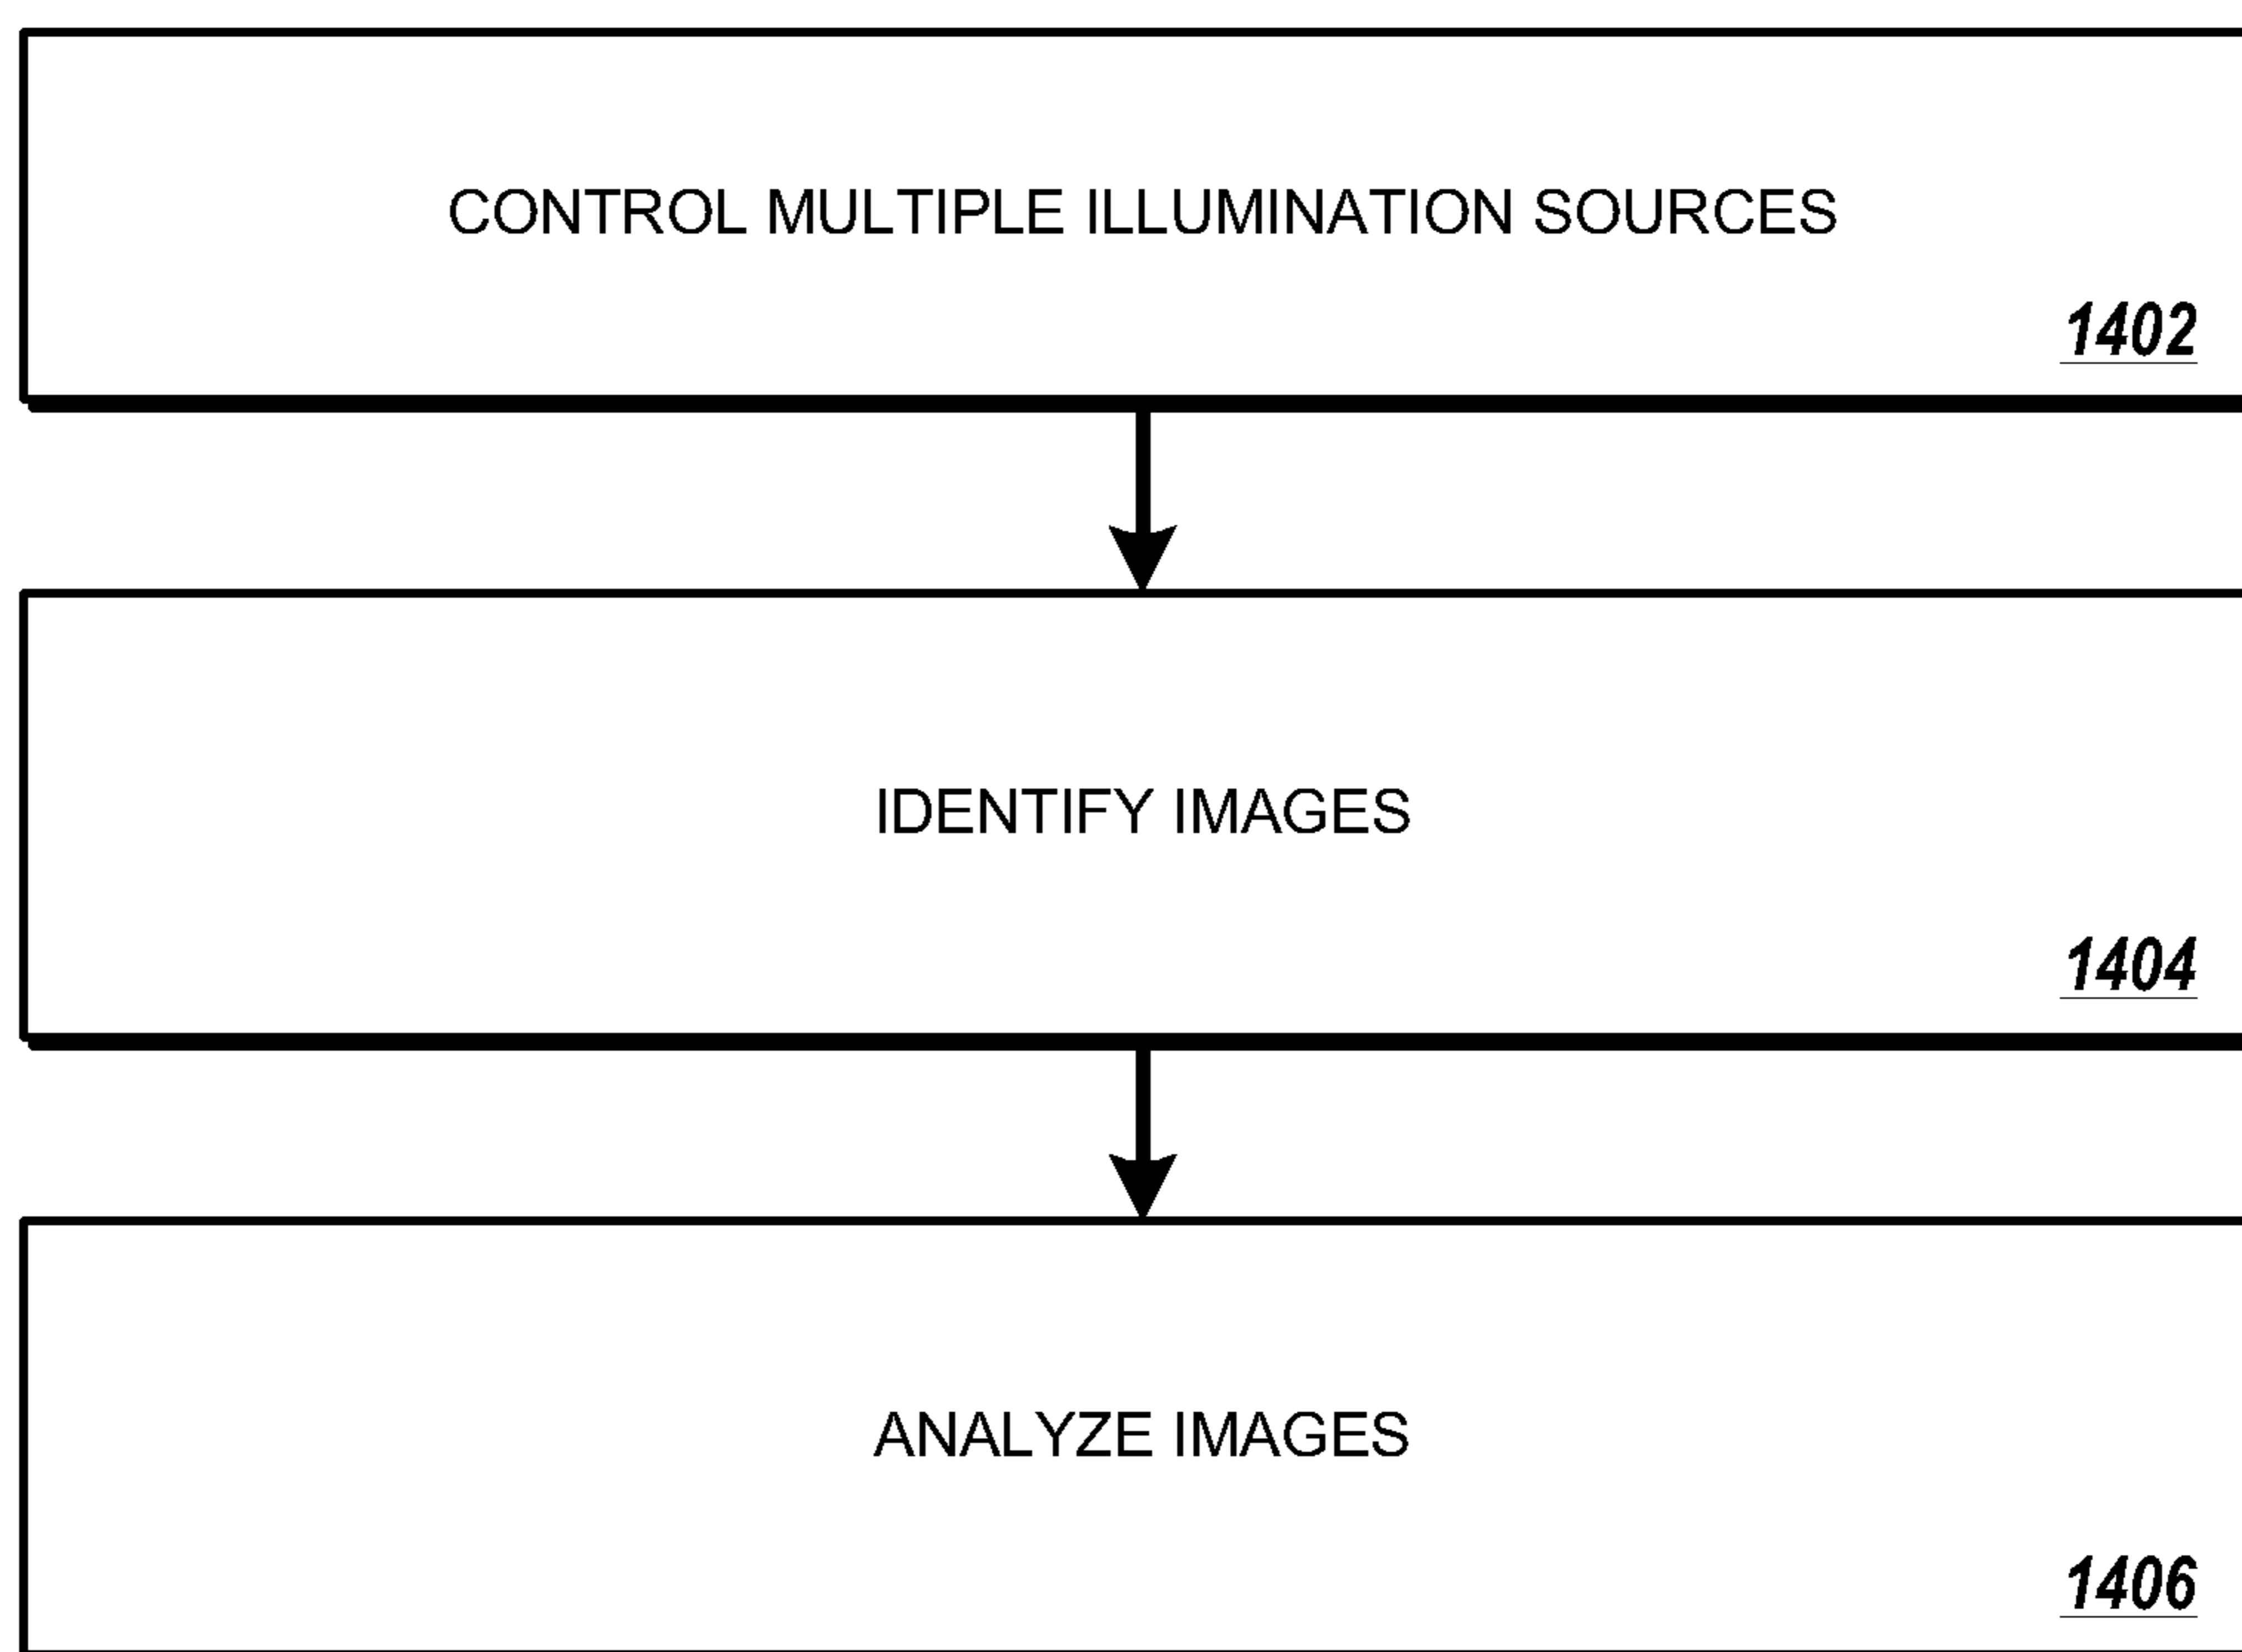 CONTROL MULTIPLE ILLUMINATION SOURCES
1402
IDENTIFY IMAGES
1404
ANALYZE IMAGES
1406